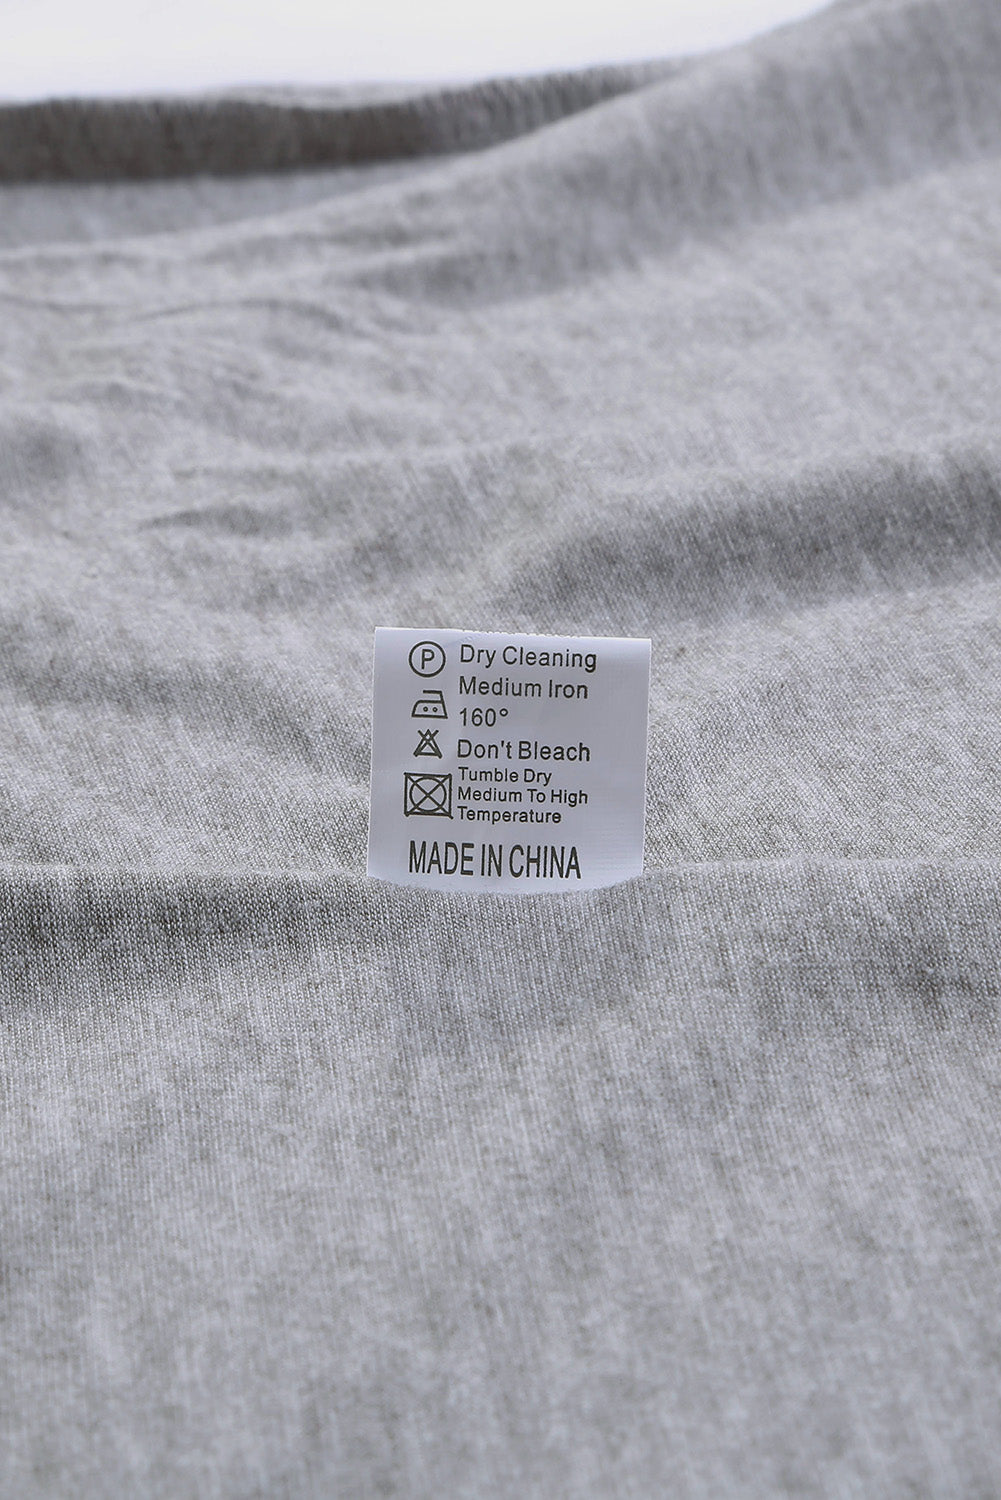 P Dry Cleaning
Medium Iron
160°
Don't Bleach
Tumble Dry
Medium To High
Temperature
MADE IN CHINA